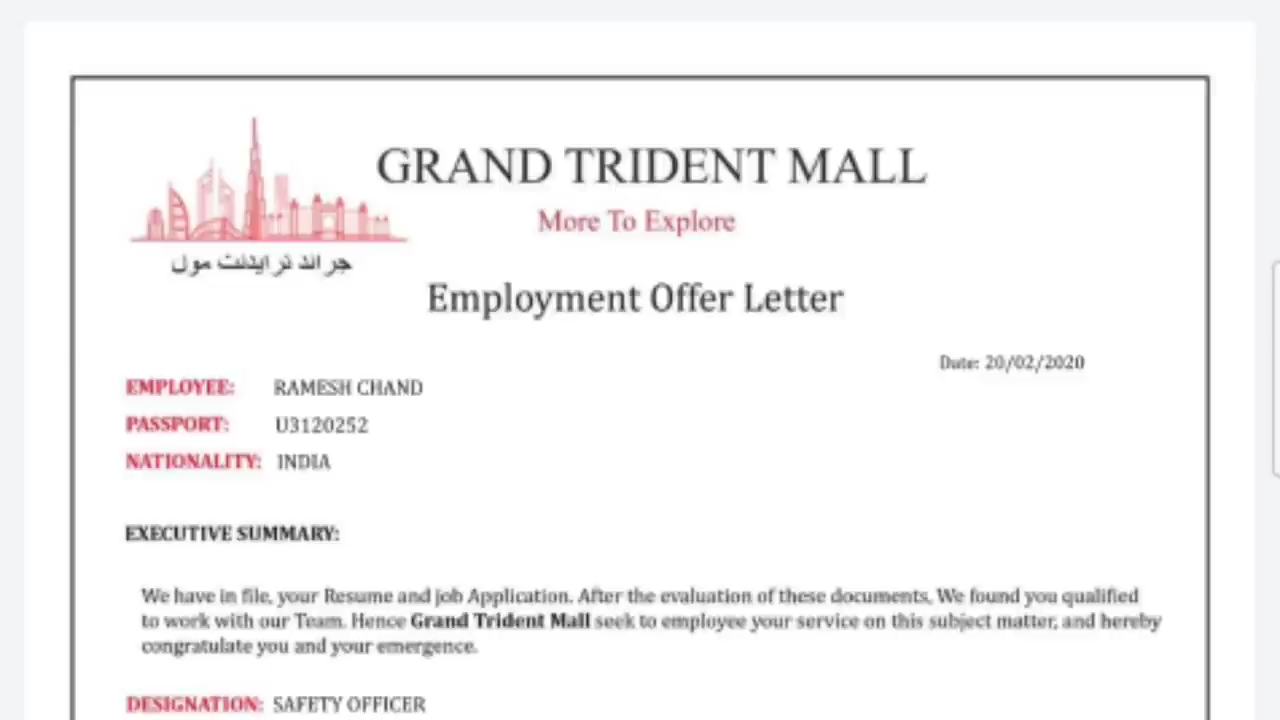 GRAND TRIDENT MALL
More To Explore
جراند ترايدنت مول
Employment Offer Letter
Date: 20/02/2020
EMPLOYEE: RAMESH CHAND
PASSPORT: U3120252
NATIONALITY: INDIA
EXECUTIVE SUMMARY:
We have in file, your Resume and job Application. After the evaluation of these documents, We found you qualified
to work with our Team. Hence Grand Trident Mall seek to employee your service on this subject matter, and hereby
congratulate you and your emergence.
DESIGNATION: SAFETY OFFICER